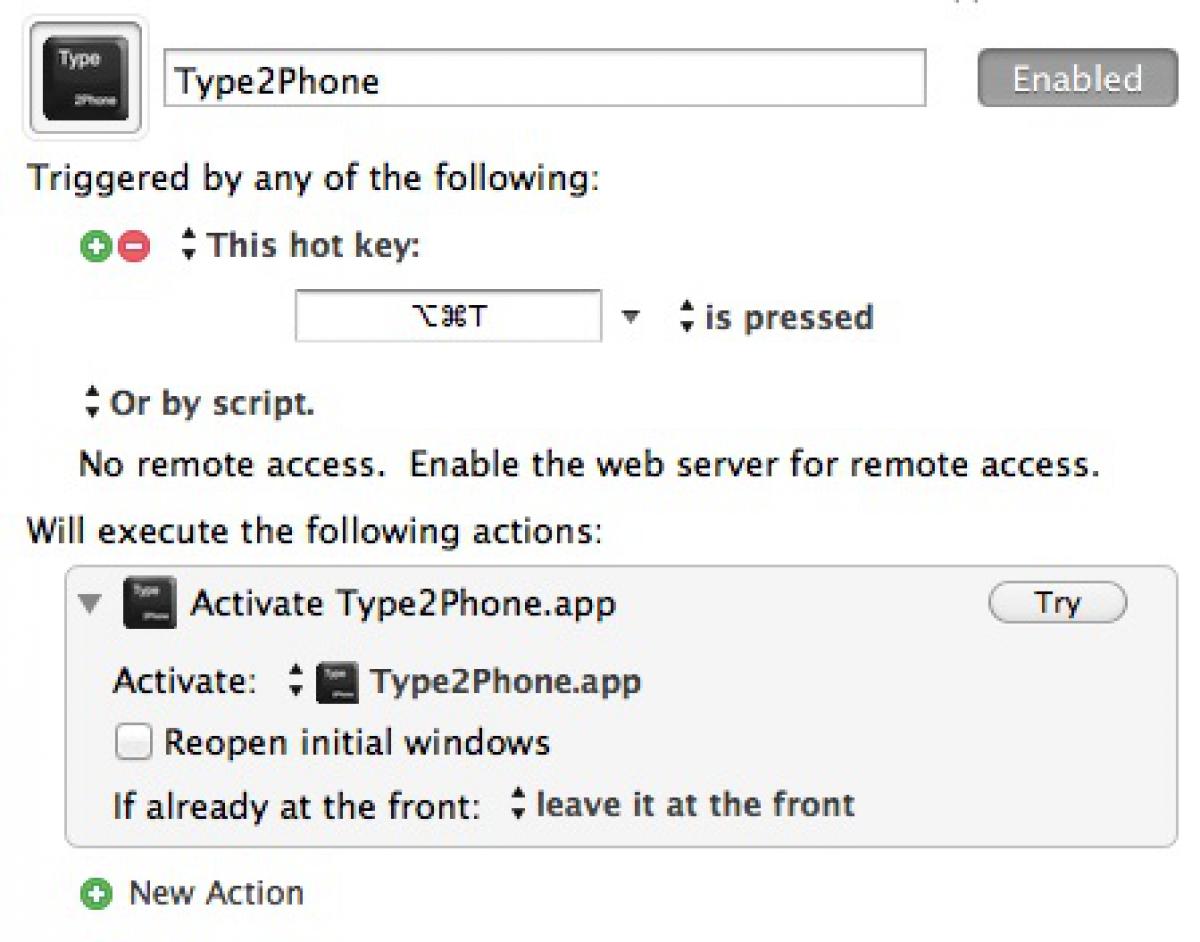 Type
2Phone
Type2Phone
Enabled
Triggered by any of the following:
This hot key:
⌥⌘T
is pressed
Or by script.
No remote access. Enable the web server for remote access.
Will execute the following actions:
Activate Type2Phone.app
Try
Activate: Type2Phone.app
Reopen initial windows
If already at the front: leave it at the front
New Action